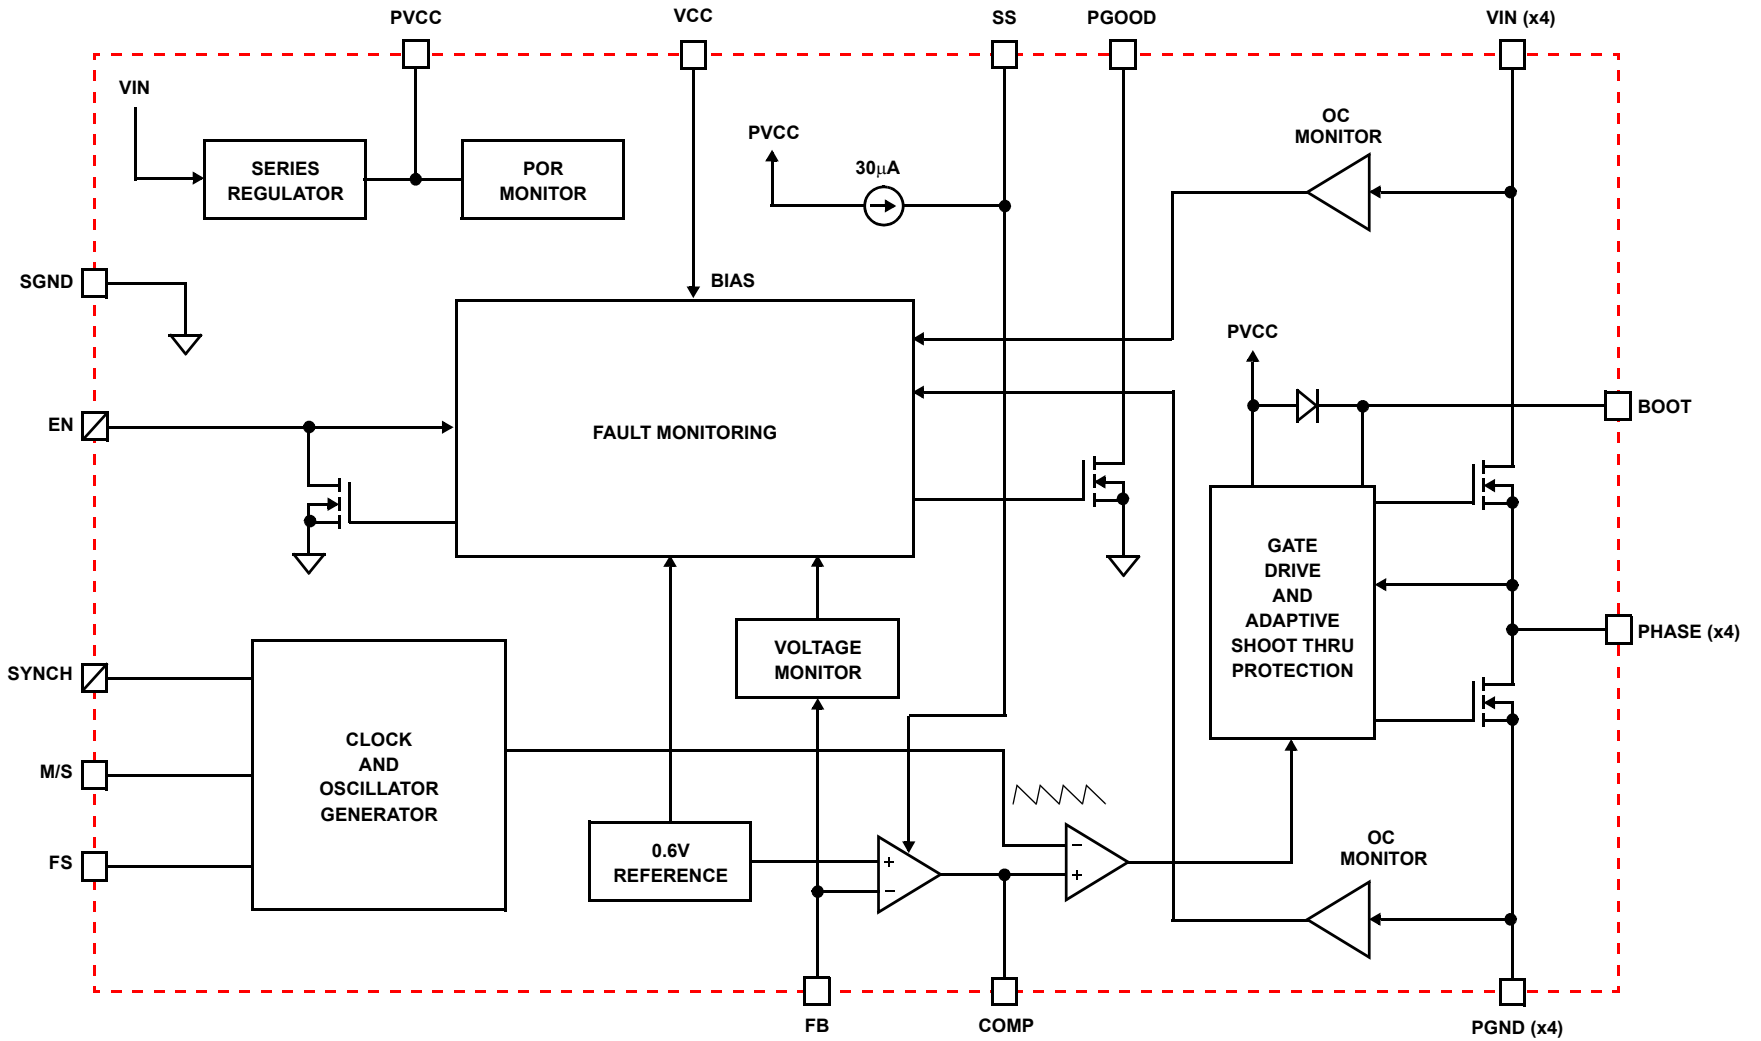 PVCC
VCC
SS
PGOOD
VIN (x4)
VIN
SERIES
REGULATOR
POR
MONITOR
PVCC
30μA
OC
MONITOR
SGND
BIAS
PVCC
EN
FAULT MONITORING
BOOT
GATE
DRIVE
AND
ADAPTIVE
SHOOT THRU
PROTECTION
PHASE (x4)
SYNCH
VOLTAGE
MONITOR
M/S
CLOCK
AND
OSCILLATOR
GENERATOR
FS
0.6V
REFERENCE
+
−
−
+
OC
MONITOR
FB
COMP
PGND (x4)